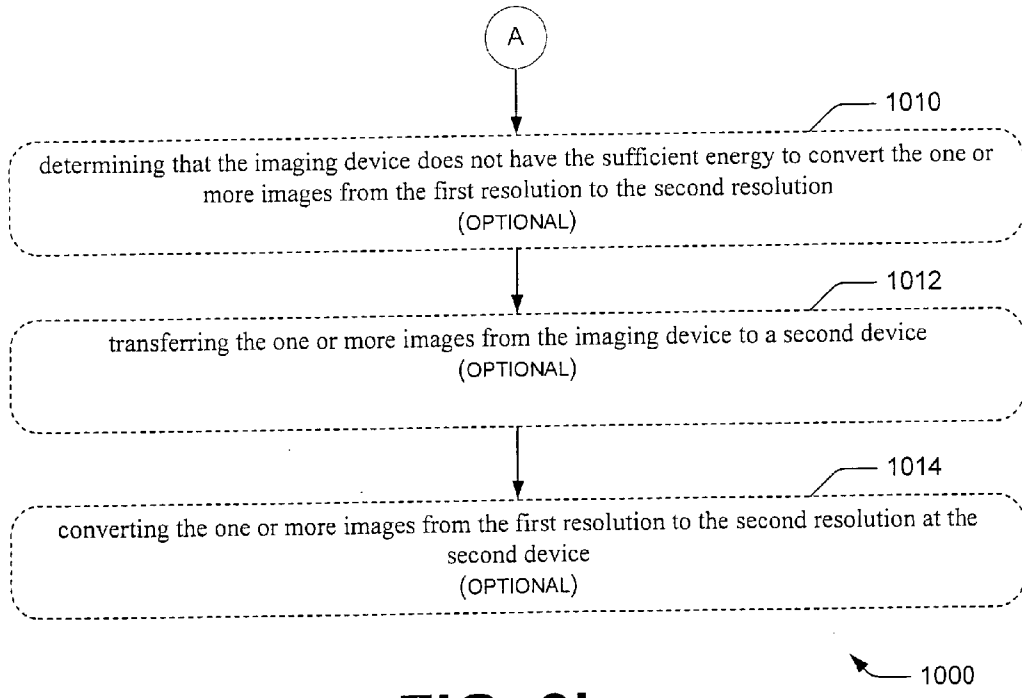 A
1010
determining that the imaging device does not have the sufficient energy to convert the one or
more images from the first resolution to the second resolution
(OPTIONAL)
1012
transferring the one or more images from the imaging device to a second device
(OPTIONAL)
1014
converting the one or more images from the first resolution to the second resolution at the
second device
(OPTIONAL)
1000